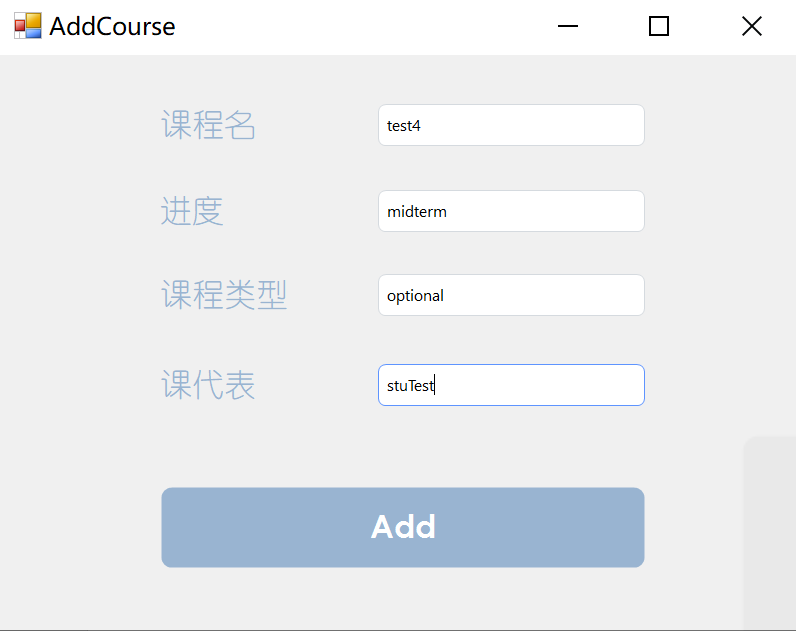 AddCourse
课程名
test4
进度
midterm
课程类型
optional
课代表
stuTest
Add